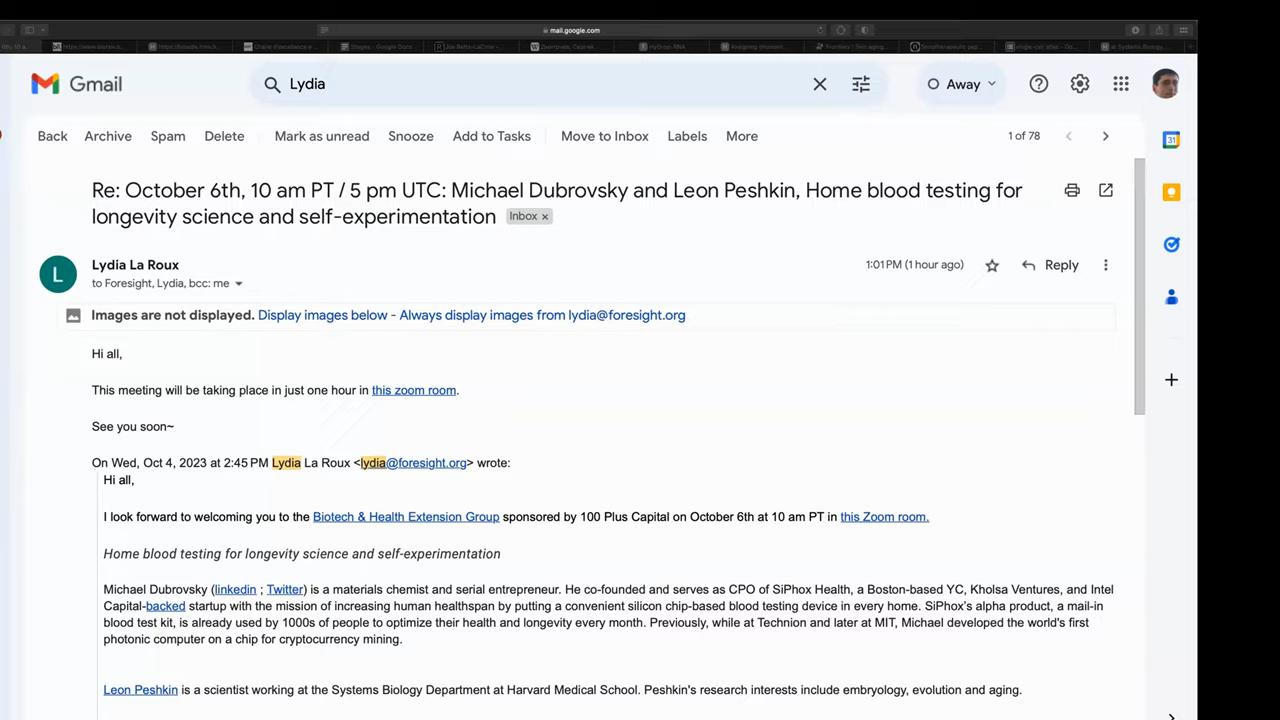 mail.google.com
Stages - Google Docs
HyDrop-RNA
Gmail
Lydia
Away
Back Archive Spam Delete Mark as unread Snooze Add to Tasks Move to Inbox Labels More 1 of 78
Re: October 6th, 10 am PT / 5 pm UTC: Michael Dubrovsky and Leon Peshkin, Home blood testing for
longevity science and self-experimentation Inbox ×
31
L
Lydia La Roux
1:01 PM (1 hour ago) Reply
to Foresight, Lydia, bcc: me
Images are not displayed. Display images below - Always display images from lydia@foresight.org
Hi all,
This meeting will be taking place in just one hour in this zoom room.
See you soon~
On Wed, Oct 4, 2023 at 2:45 PM Lydia La Roux <lydia@foresight.org> wrote:
Hi all,
I look forward to welcoming you to the Biotech & Health Extension Group sponsored by 100 Plus Capital on October 6th at 10 am PT in this Zoom room.
Home blood testing for longevity science and self-experimentation
Michael Dubrovsky (linkedin ; Twitter) is a materials chemist and serial entrepreneur. He co-founded and serves as CPO of SiPhox Health, a Boston-based YC, Kholsa Ventures, and Intel
Capital-backed startup with the mission of increasing human healthspan by putting a convenient silicon chip-based blood testing device in every home. SiPhox's alpha product, a mail-in
blood test kit, is already used by 1000s of people to optimize their health and longevity every month. Previously, while at Technion and later at MIT, Michael developed the world's first
photonic computer on a chip for cryptocurrency mining.
Leon Peshkin is a scientist working at the Systems Biology Department at Harvard Medical School. Peshkin's research interests include embryology, evolution and aging.